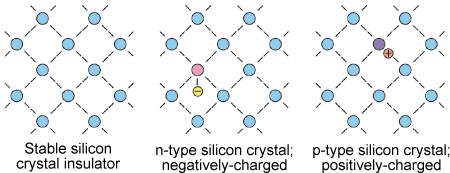 Stable silicon
crystal insulator
n-type silicon crystal;
negatively-charged
p-type silicon crystal;
positively-charged